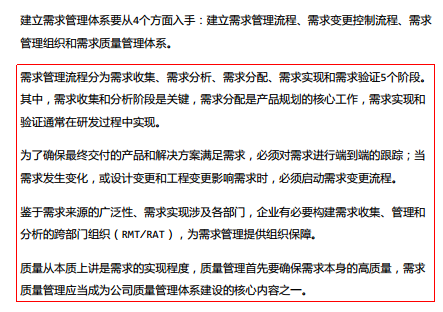 建立需求管理体系要从4个方面入手：建立需求管理流程、需求变更控制流程、需求
管理组织和需求质量管理体系。
需求管理流程分为需求收集、需求分析、需求分配、需求实现和需求验证5个阶段。
其中，需求收集和分析阶段是关键，需求分配是产品规划的核心工作，需求实现和
验证通常在研发过程中实现。
为了确保最终交付的产品和解决方案满足需求，必须对需求进行端到端的跟踪；当
需求发生变化，或设计变更和工程变更影响需求时，必须启动需求变更流程。
鉴于需求来源的广泛性、需求实现涉及各部门，企业有必要构建需求收集、管理和
分析的跨部门组织（RMT/RAT），为需求管理提供组织保障。
质量从本质上讲是需求的实现程度，质量管理首先要确保需求本身的高质量，需求
质量管理应当成为公司质量管理体系建设的核心内容之一。